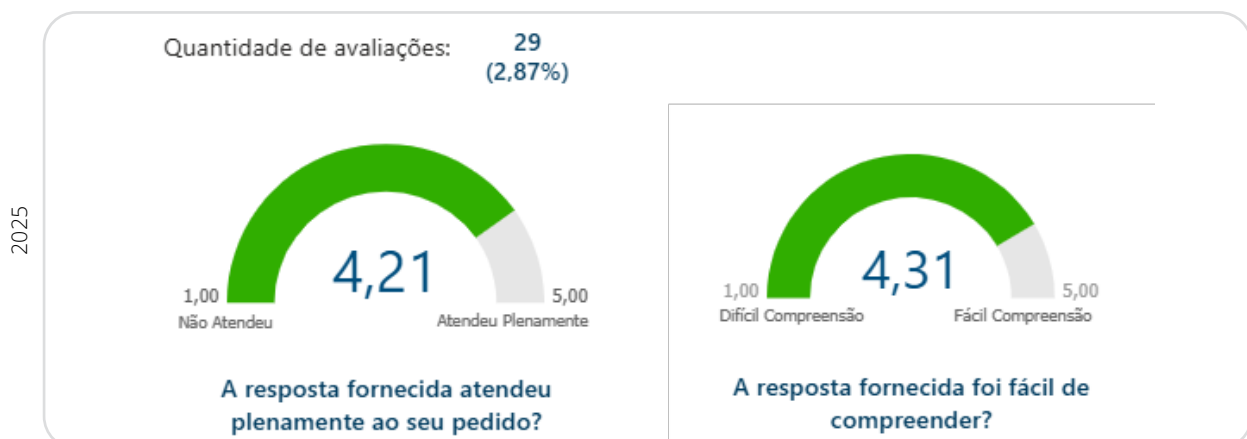 Quantidade de avaliações:
29
(2,87%)
2025
4,21
1,00
5,00
Não Atendeu
Atendeu Plenamente
A resposta fornecida atendeu
plenamente ao seu pedido?
4,31
1,00
5,00
Difícil Compreensão
Fácil Compreensão
A resposta fornecida foi fácil de
compreender?